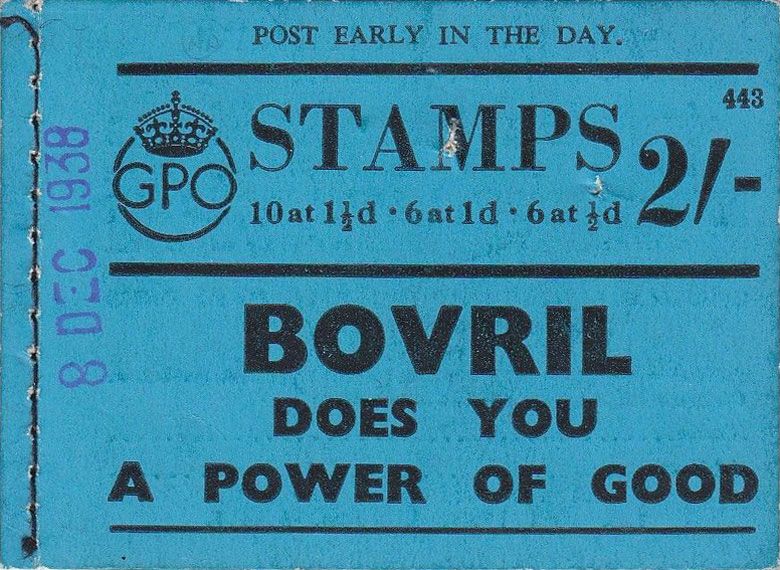 POST EARLY IN THE DAY.
443
STAMPS 2/-
GPO
10 at 1½d · 6 at 1d · 6 at ½d
8 DEC 1938
BOVRIL
DOES YOU
A POWER OF GOOD